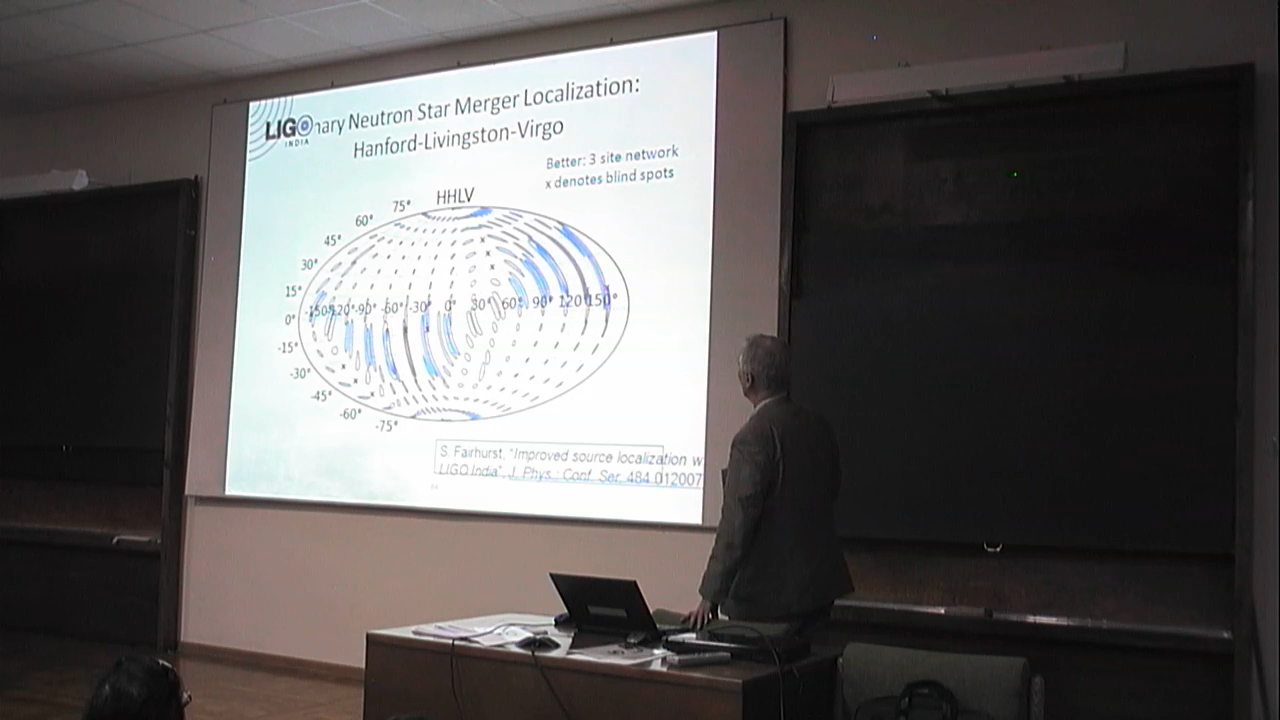 LIGO
INDIA
nary Neutron Star Merger Localization:
Hanford-Livingston-Virgo
Better: 3 site network
x denotes blind spots
HHLV
75°
60°
45°
30°
15°
0°
-150° -120° -90° -60° -30° 0° 30° 60° 90° 120° 150°
-15°
-30°
-45°
-60°
-75°
S. Fairhurst, "Improved source localization w
LIGO India", J. Phys.: Conf. Ser. 484 012007